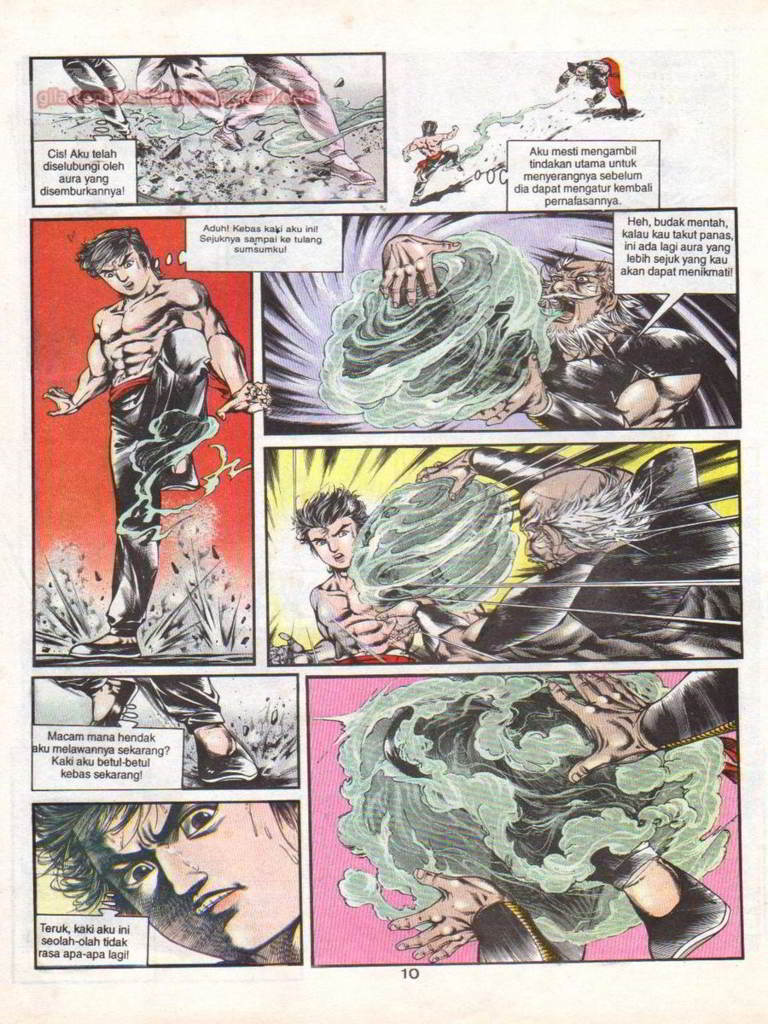 Cis! Aku telah
diselubungi oleh
aura yang
disemburkannya!
Aku mesti mengambil
tindakan utama untuk
menyerangnya sebelum
dia dapat mengatur kembali
pernafasannya.
Aduh! Kebas kaki aku ini!
Sejuknya sampai ke tulang
sumsumku!
Heh, budak mentah,
kalau kau takut panas,
ini ada lagi aura yang
lebih sejuk yang kau
akan dapat menikmati!
Macam mana hendak
aku melawannya sekarang?
Kaki aku betul-betul
kebas sekarang!
Teruk, kaki aku ini
seolah-olah tidak
rasa apa-apa lagi!
10